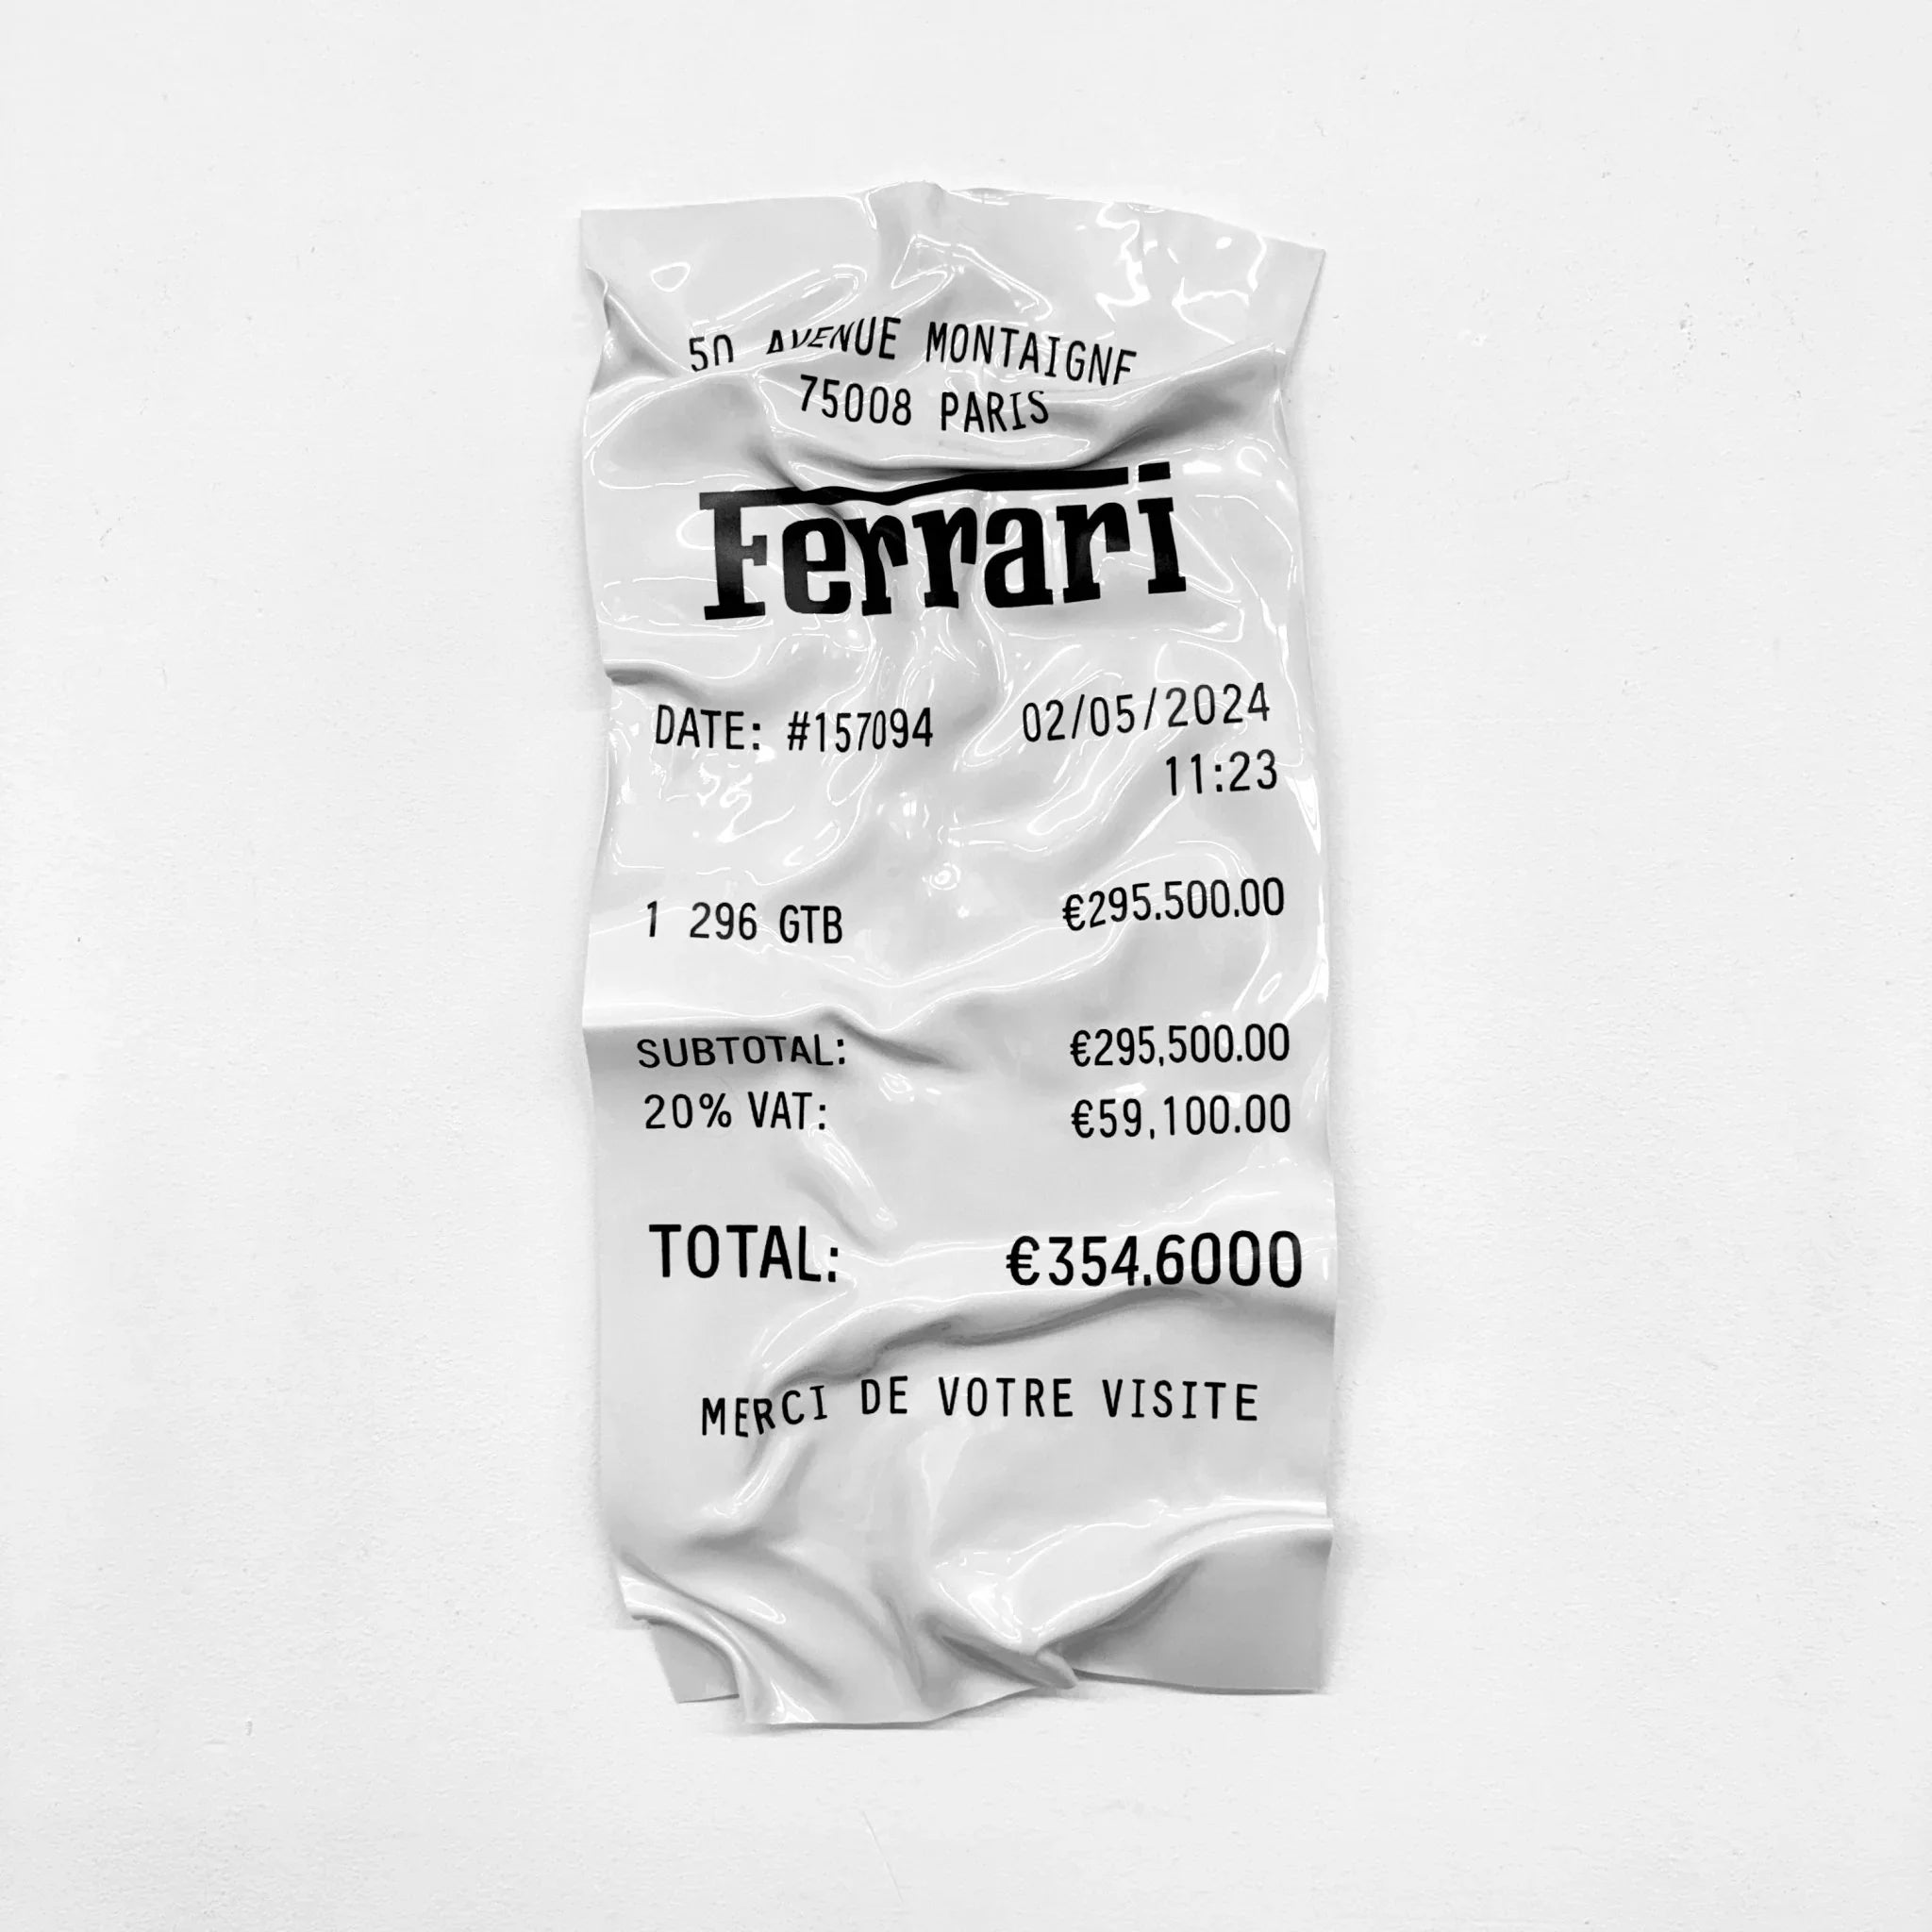 50 AVENUE MONTAIGNE
75008 PARIS
Ferrari
DATE: #157094 02/05/2024
11:23
1 296 GTB €295.500.00
SUBTOTAL: €295,500.00
20% VAT: €59,100.00
TOTAL: €354.6000
MERCI DE VOTRE VISITE